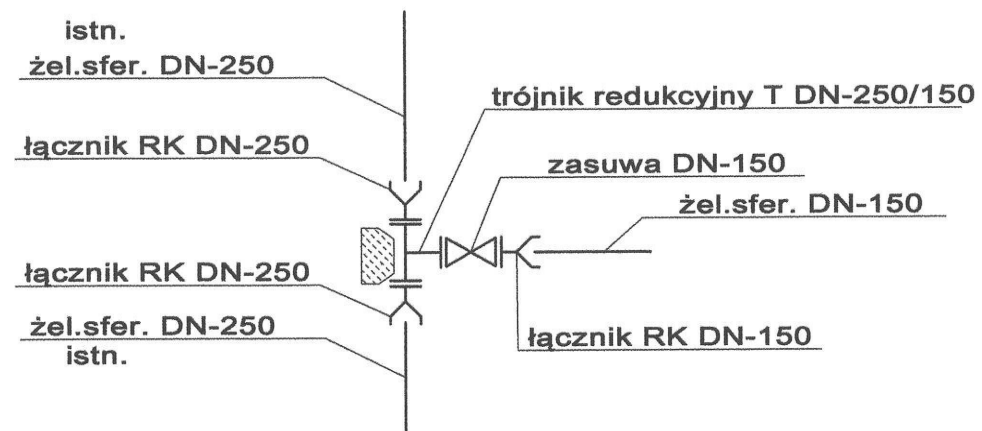 istn.
żel.sfer. DN-250
trójnik redukcyjny T DN-250/150
łącznik RK DN-250
zasuwa DN-150
żel.sfer. DN-150
łącznik RK DN-250
żel.sfer. DN-250
istn.
łącznik RK DN-150